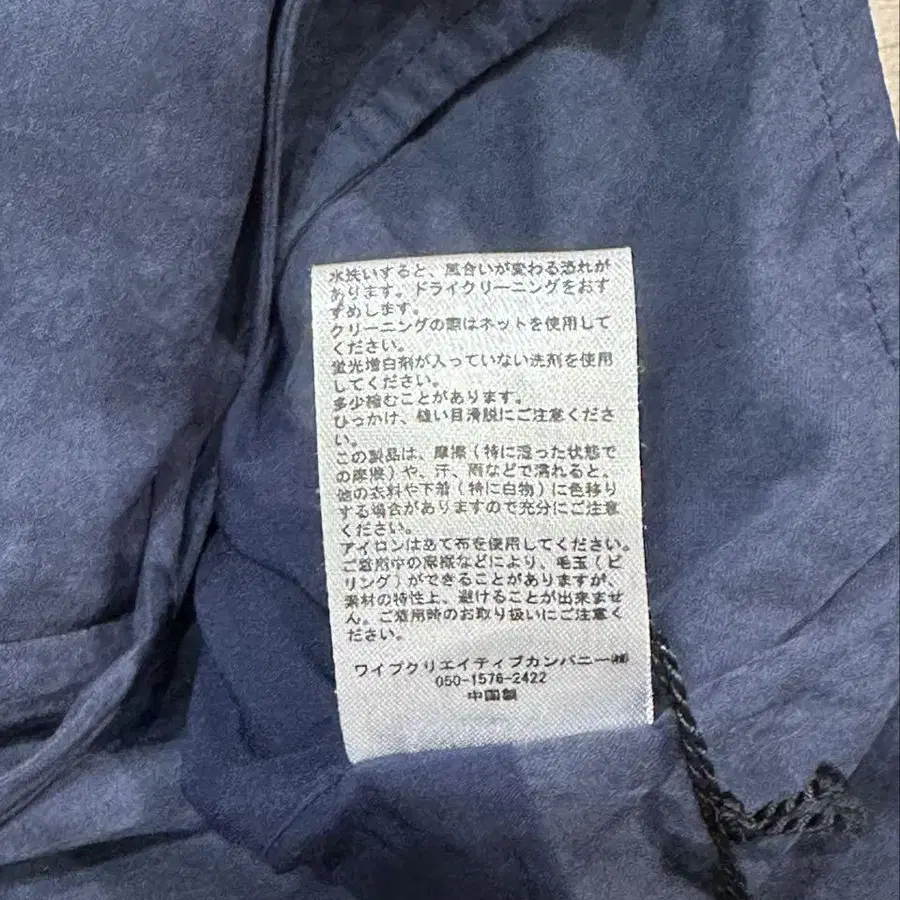 水洗いすると、風合いが変わる恐れが
あります。ドライクリーニングをおす
すめします。
クリーニングの際はネットを使用して
ください。
蛍光増白剤が入っていない洗剤を使用
してください。
多少縮むことがあります。
ひっかけ、縫い目滑脱にご注意くださ
い。
この製品は、摩擦(特に湿った状態で
の摩擦)や、汗、雨などで濡れると、
他の衣料や下着(特に白物)に色移り
する場合がありますので充分にご注意
ください。
アイロンはあて布を使用してください。
ご着用中の摩擦などにより、毛玉(ピ
リング)ができることがありますが、
素材の特性上、避けることが出来ませ
ん。ご着用時のお取り扱いにご注意く
ださい。
ワイブクリエイティブカンパニー㈱
050-1576-2422
中国製